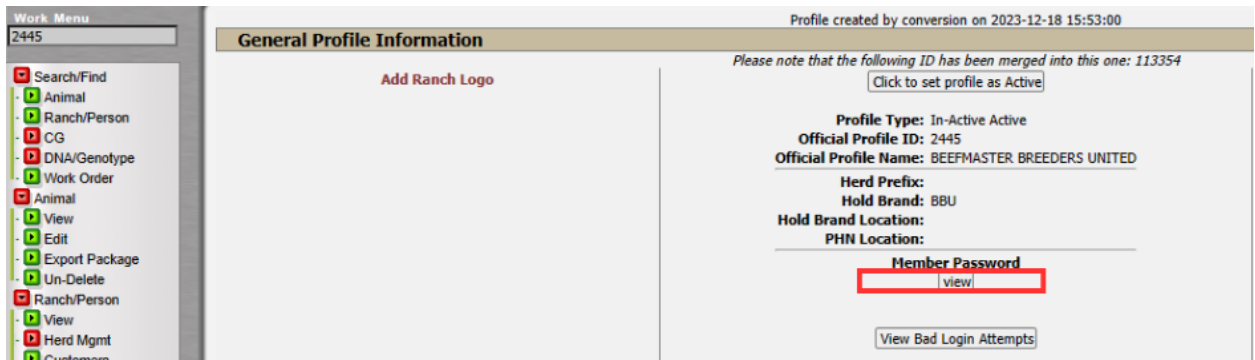 Work Menu
2445
Search/Find
Animal
Ranch/Person
CG
DNA/Genotype
Work Order
Animal
View
Edit
Export Package
Un-Delete
Ranch/Person
View
Herd Mgmt
Customers
Profile created by conversion on 2023-12-18 15:53:00
General Profile Information
Please note that the following ID has been merged into this one: 113354
Add Ranch Logo
Click to set profile as Active
Profile Type: In-Active Active
Official Profile ID: 2445
Official Profile Name: BEEFMASTER BREEDERS UNITED
Herd Prefix:
Hold Brand: BBU
Hold Brand Location:
PHN Location:
Member Password
view
View Bad Login Attempts